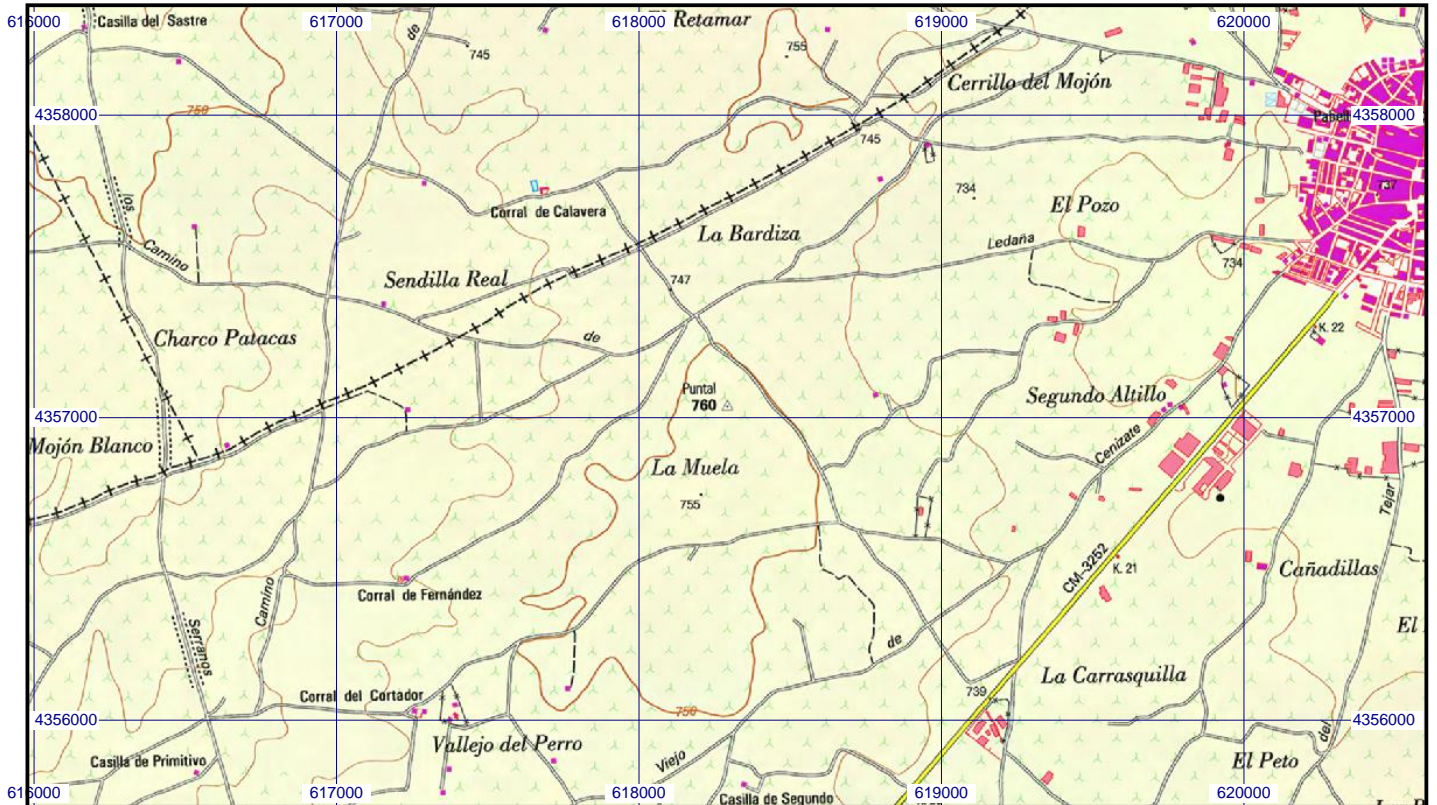 616000
617000
618000
619000
620000
Casilla del Sastre
de
745
El Retamar
755
Cerrillo del Mojón
750
4358000
4358000
745
737
los
734
Corral de Calavera
El Pozo
La Bardiza
Ledaña
Camino
734
Sendilla Real
747
K. 22
Charco Patacas
de
Puntal
760
Segundo Altillo
4357000
4357000
Mojón Blanco
Cenizate
La Muela
755
Tejar
CM-3252
K. 21
Cañadillas
Corral de Fernández
Camino
Serranos
El
de
La Carrasquilla
Corral del Cortador
739
750
4356000
4356000
del
Vallejo del Perro
Casilla de Primitivo
Viejo
El Peto
616000
617000
618000
619000
620000
Casilla de Segundo